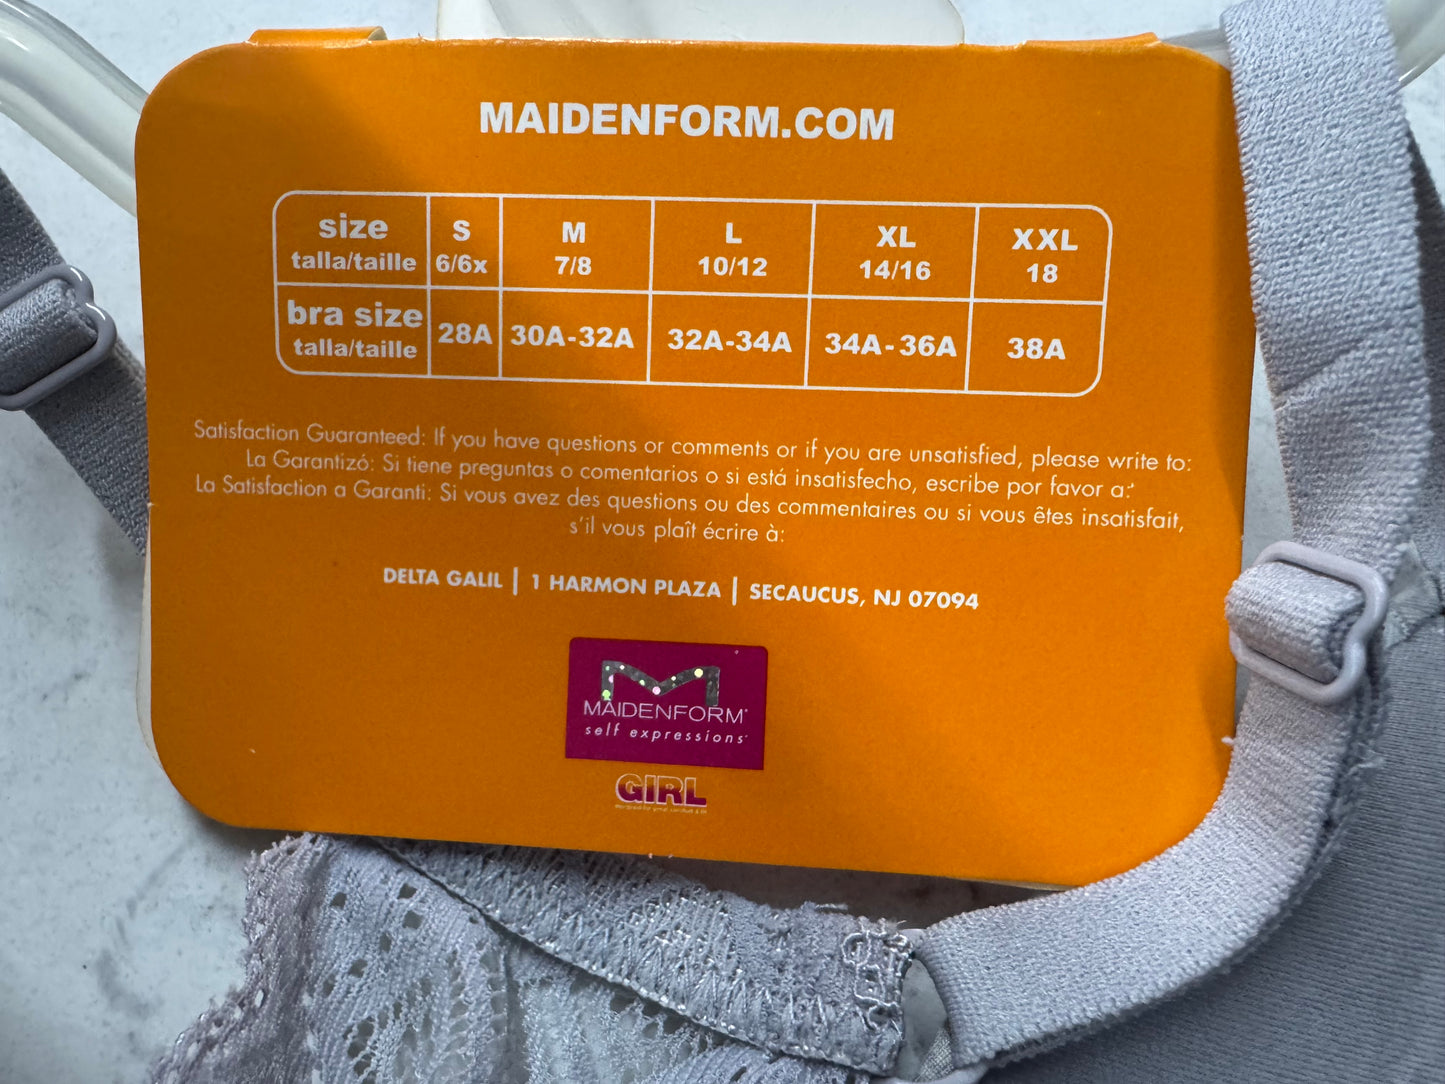 MAIDENFORM.COM
size S M L XL XXL
talla/taille 6/6x 7/8 10/12 14/16 18
bra size 28A 30A-32A 32A-34A 34A-36A 38A
talla/taille
Satisfaction Guaranteed: If you have questions or comments or if you are unsatisfied, please write to:
La Garantizó: Si tiene preguntas o comentarios o si está insatisfecho, escribe por favor a:
La Satisfaction a Garanti: Si vous avez des questions ou des commentaires ou si vous êtes insatisfait,
s'il vous plaît écrire à:
DELTA GALIL | 1 HARMON PLAZA | SECAUCUS, NJ 07094
M
MAIDENFORM®
self expressions
GIRL